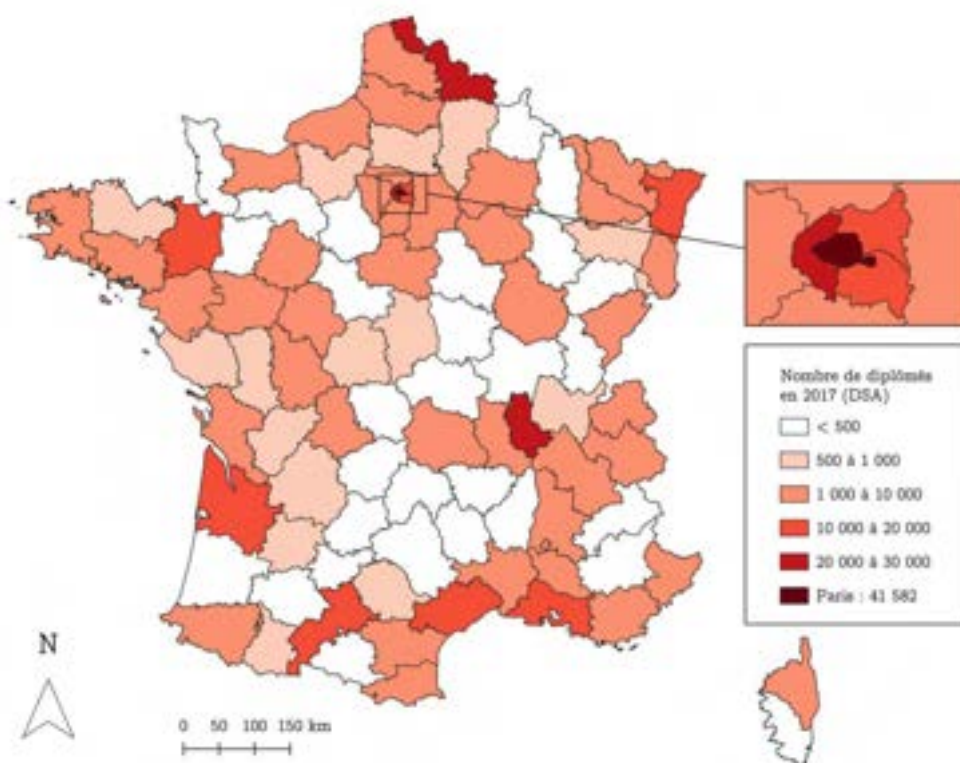 Nombre de diplômés
en 2017 (DSA)
< 500
500 à 1 000
1 000 à 10 000
10 000 à 20 000
20 000 à 30 000
Paris : 41 582
N
0 50 100 150 km